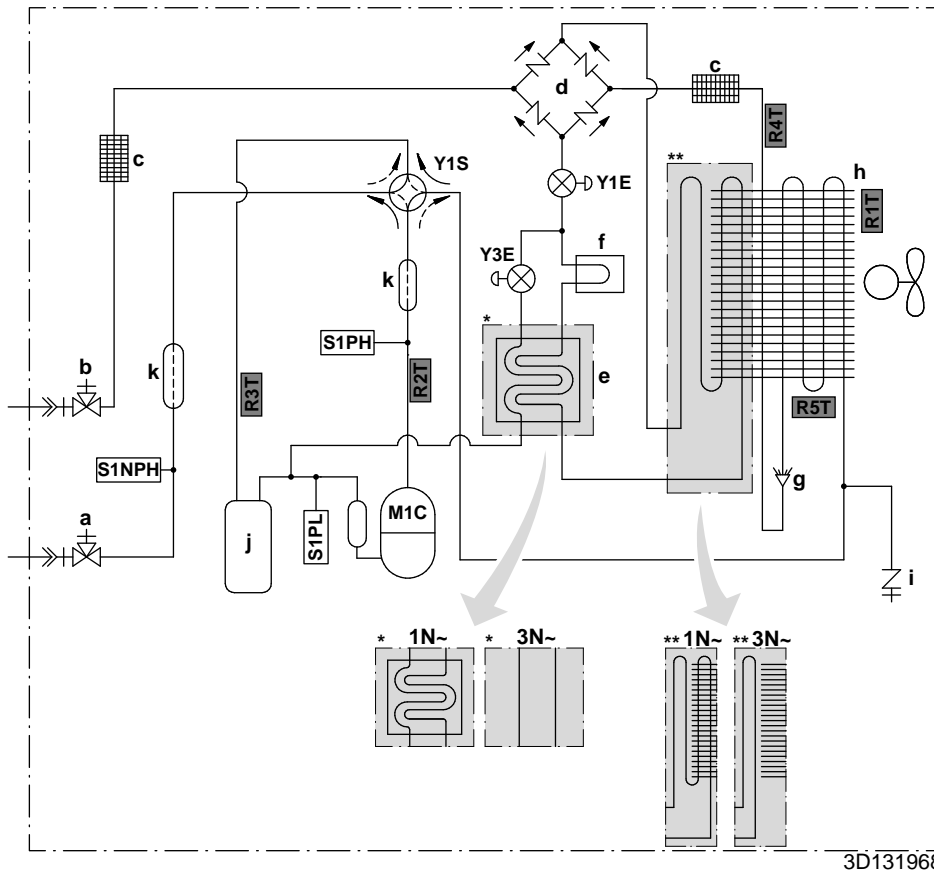 c
d
c
R4T
Y1S
**
h
R1T
Y1E
f
Y3E
k
*
S1PH
e
b
k
R3T
R2T
R5T
S1NPH
g
M1C
a
j
S1PL
i
* 1N~ * 3N~
** 1N~ ** 3N~
3D131968